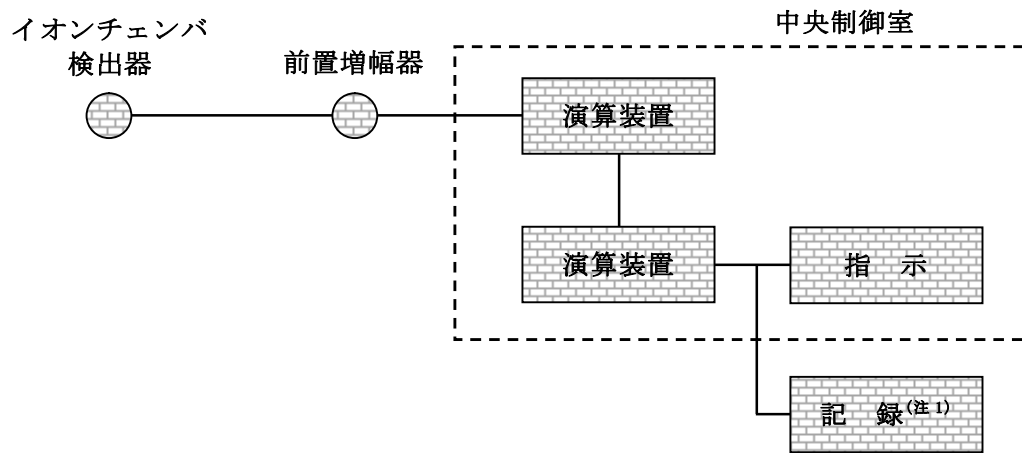 中央制御室
イオンチェンバ
検出器
前置増幅器
演算装置
演算装置
指 示
記 録(注1)